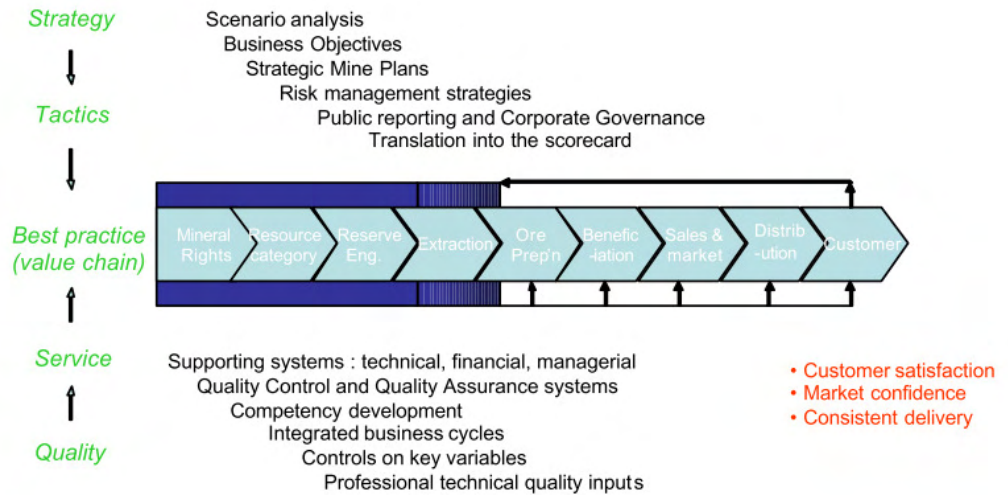 Strategy
Scenario analysis
Business Objectives
Strategic Mine Plans
Risk management strategies
Tactics
Public reporting and Corporate Governance
Translation into the scorecard
Best practice
(value chain)
Mineral
Rights
Resource
category
Reserve
Eng.
Extraction
Ore
Prep'n
Benefic
-iation
Sales &
market
Distrib
-ution
Customer
Service
Supporting systems : technical, financial, managerial
Quality Control and Quality Assurance systems
Competency development
Integrated business cycles
Quality
Controls on key variables
Professional technical quality inputs
• Customer satisfaction
• Market confidence
• Consistent delivery